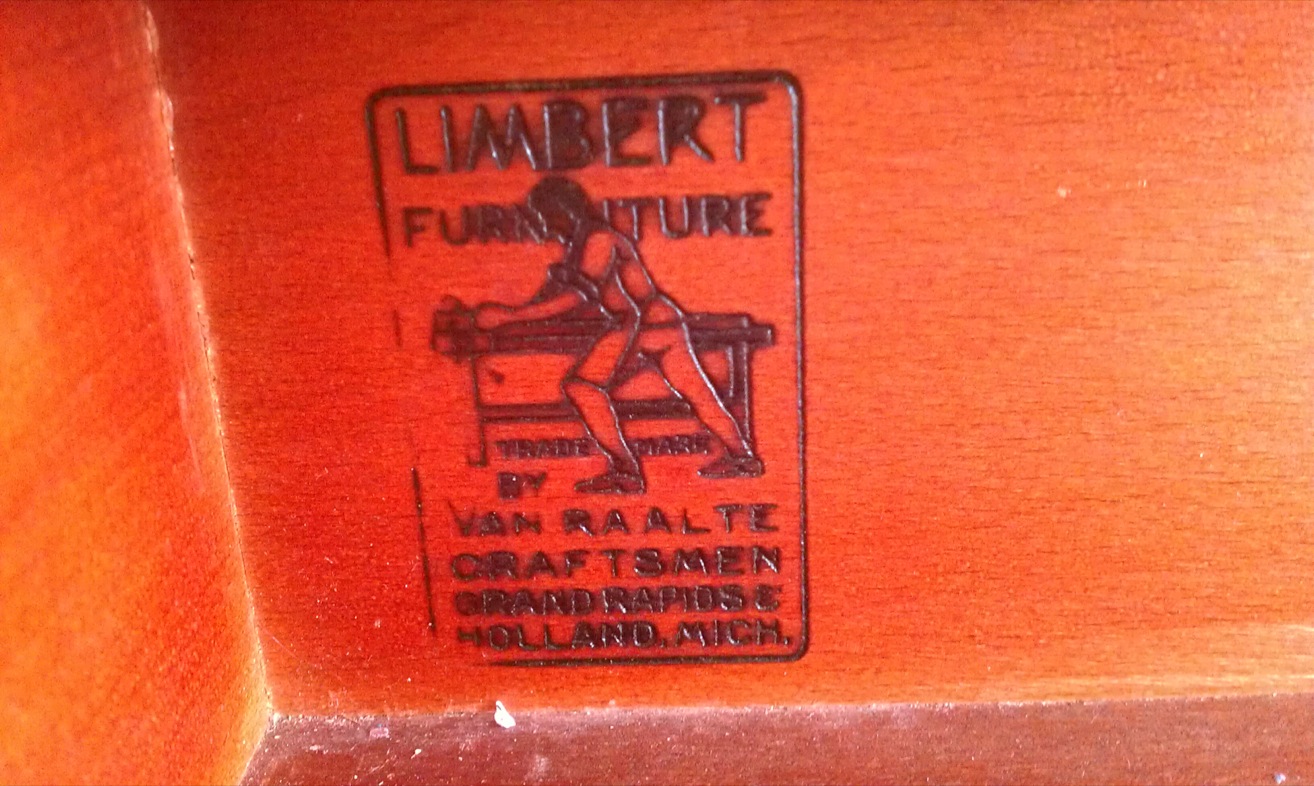 LIMBERT
FURNITURE
TRADE MARK
BY
VAN RAALTE
CRAFTSMEN
GRAND RAPIDS &
HOLLAND, MICH.